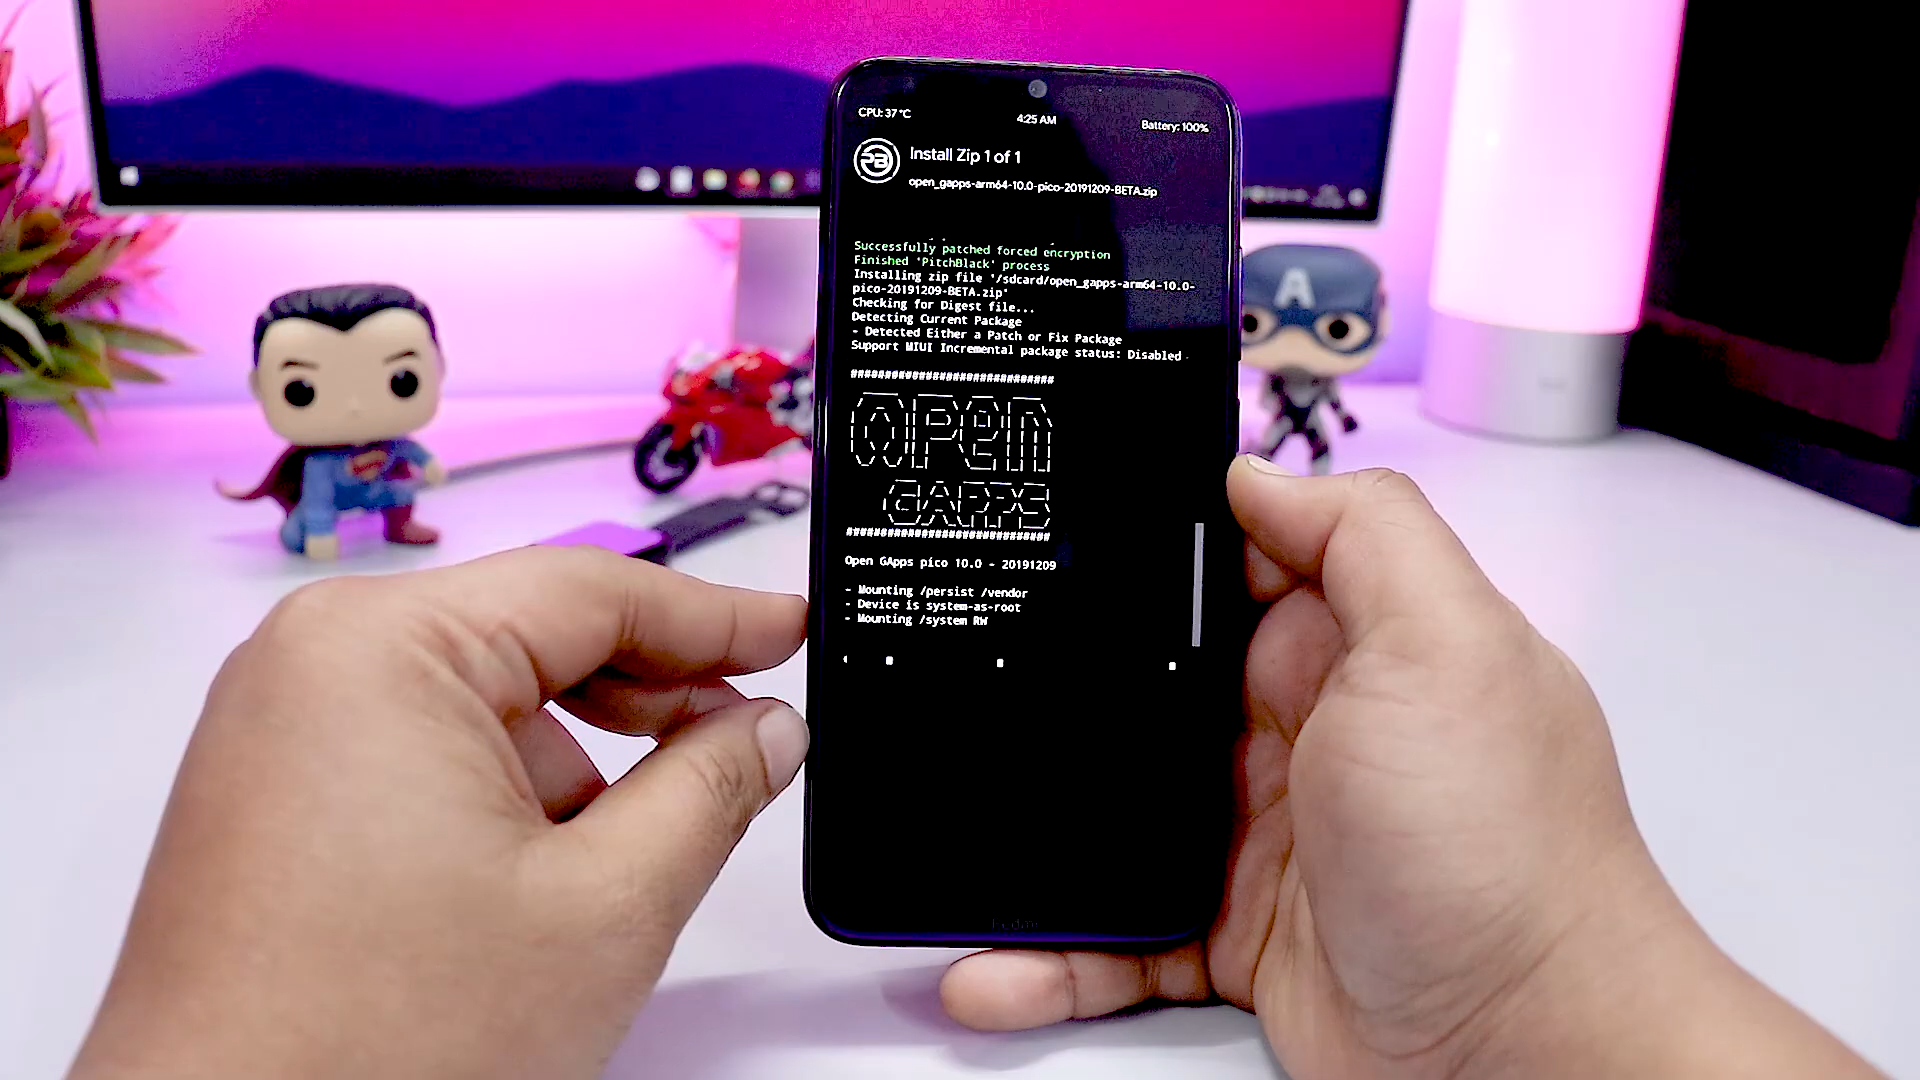 CPU: 37 °C
4:25 AM
Battery: 100%
PB
Install Zip 1 of 1
open_gapps-arm64-10.0-pico-20191209-BETA.zip
Successfully patched forced encryption
Finished 'PitchBlack' process
Installing zip file '/sdcard/open_gapps-arm64-10.0-
pico-20191209-BETA.zip'
Checking for Digest file...
Detecting Current Package
- Detected Either a Patch or Fix Package
Support MIUI Incremental package status: Disabled
##############################
OPEN
GAPPS
##############################
Open GApps pico 10.0 - 20191209
- Mounting /persist /vendor
- Device is system-as-root
- Mounting /system RW
Redmi
A